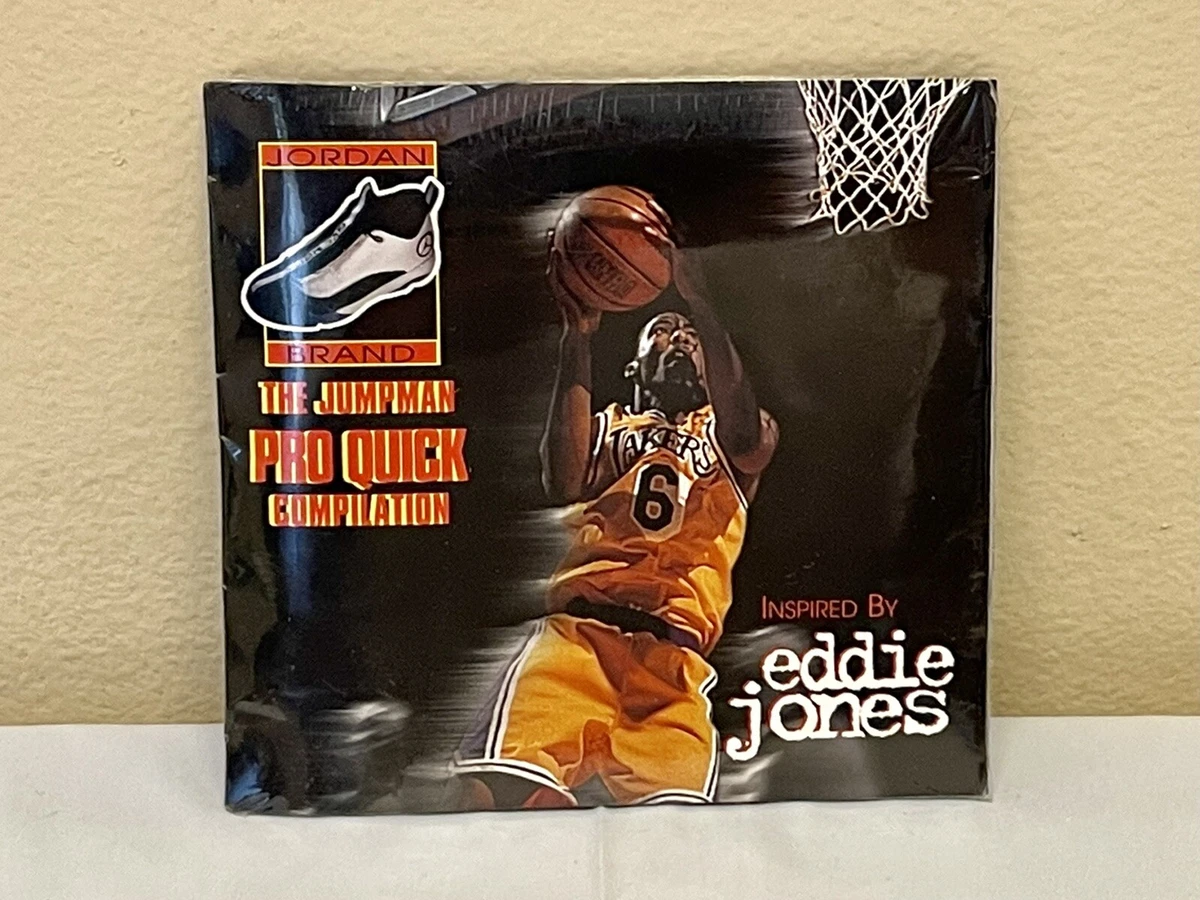 JORDAN
BRAND
THE JUMPMAN
PRO QUICK
COMPILATION
LAKERS
6
INSPIRED BY
eddie
jones